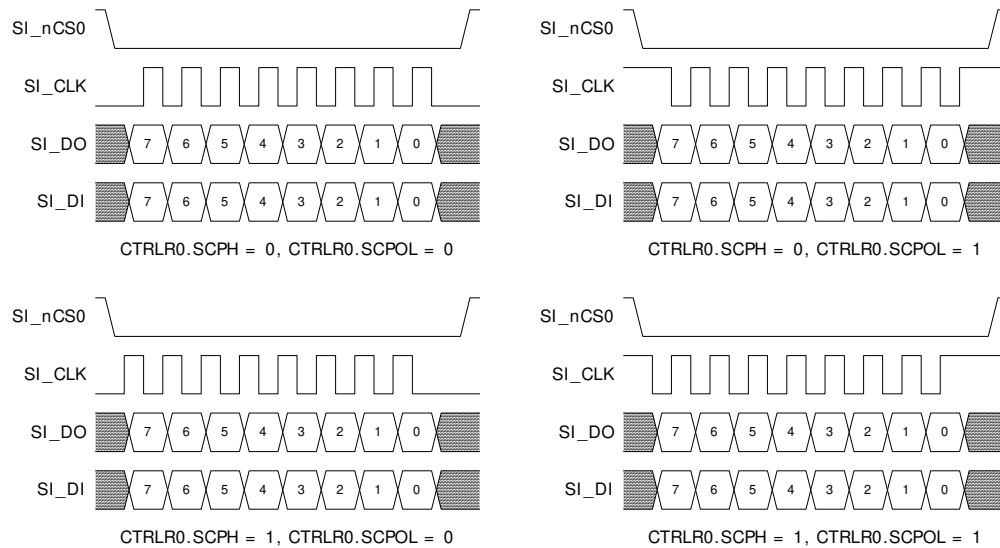 SI_nCS0
SI_CLK
SI_DO 7 6 5 4 3 2 1 0
SI_DI 7 6 5 4 3 2 1 0
CTRLR0.SCPH = 0, CTRLR0.SCPOL = 0
SI_nCS0
SI_CLK
SI_DO 7 6 5 4 3 2 1 0
SI_DI 7 6 5 4 3 2 1 0
CTRLR0.SCPH = 0, CTRLR0.SCPOL = 1
SI_nCS0
SI_CLK
SI_DO 7 6 5 4 3 2 1 0
SI_DI 7 6 5 4 3 2 1 0
CTRLR0.SCPH = 1, CTRLR0.SCPOL = 0
SI_nCS0
SI_CLK
SI_DO 7 6 5 4 3 2 1 0
SI_DI 7 6 5 4 3 2 1 0
CTRLR0.SCPH = 1, CTRLR0.SCPOL = 1